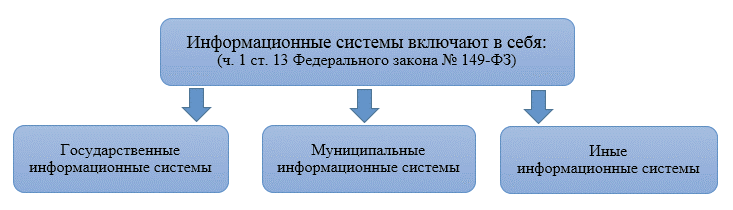 Информационные системы включают в себя:
(ч. 1 ст. 13 Федерального закона № 149-ФЗ)
Государственные
информационные системы
Муниципальные
информационные системы
Иные
информационные системы